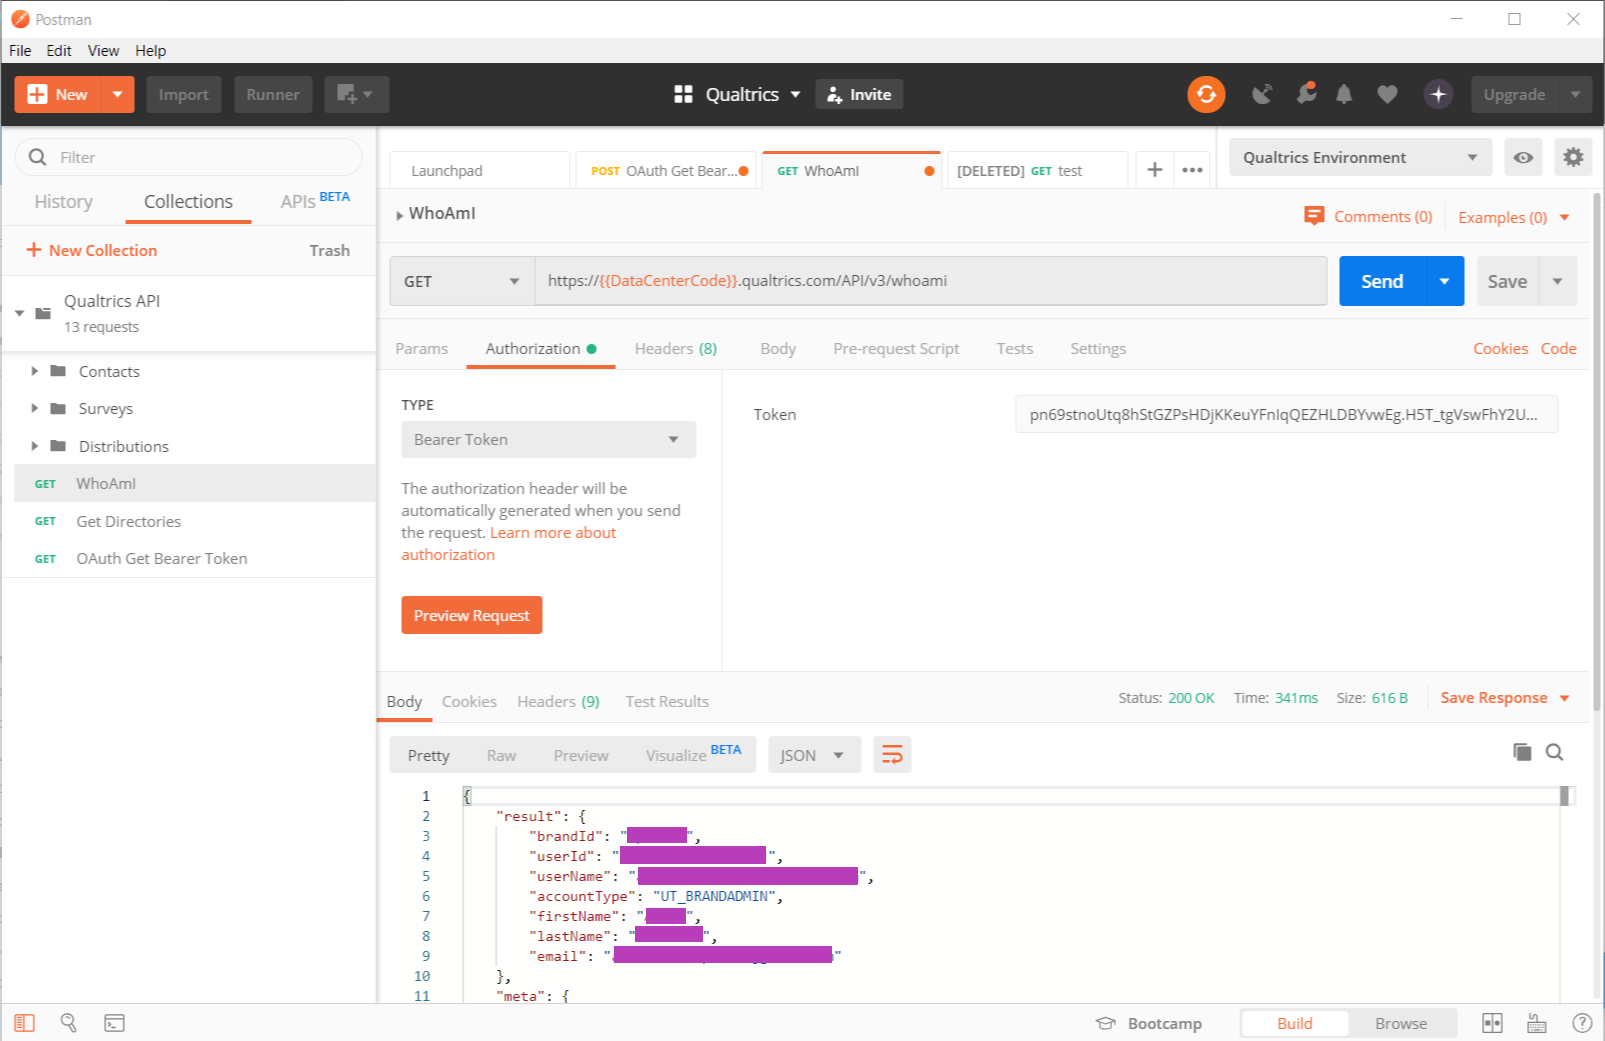 Postman
File Edit View Help
New Import Runner Qualtrics Invite Upgrade
Filter
History Collections APIs BETA
New Collection Trash
Qualtrics API
13 requests
Contacts
Surveys
Distributions
GET WhoAmI
GET Get Directories
GET OAuth Get Bearer Token
Launchpad POST OAuth Get Bear... GET WhoAmI [DELETED] GET test
Qualtrics Environment
WhoAmI
Comments (0) Examples (0)
GET https://{{DataCenterCode}}.qualtrics.com/API/v3/whoami Send Save
Params Authorization Headers (8) Body Pre-request Script Tests Settings Cookies Code
TYPE
Bearer Token
The authorization header will be
automatically generated when you send
the request. Learn more about
authorization
Preview Request
Token pn69stnoUtq8hStGZPsHDjKKeuYFnIqQEZHLDBYvwEg.H5T_tgVswFhY2U...
Body Cookies Headers (9) Test Results Status: 200 OK Time: 341ms Size: 616 B Save Response
Pretty Raw Preview Visualize BETA JSON
1 {
2 "result": {
3 "brandId": "",
4 "userId": "",
5 "userName": "",
6 "accountType": "UT_BRANDADMIN",
7 "firstName": "",
8 "lastName": "",
9 "email": ""
10 },
11 "meta": {
Bootcamp Build Browse